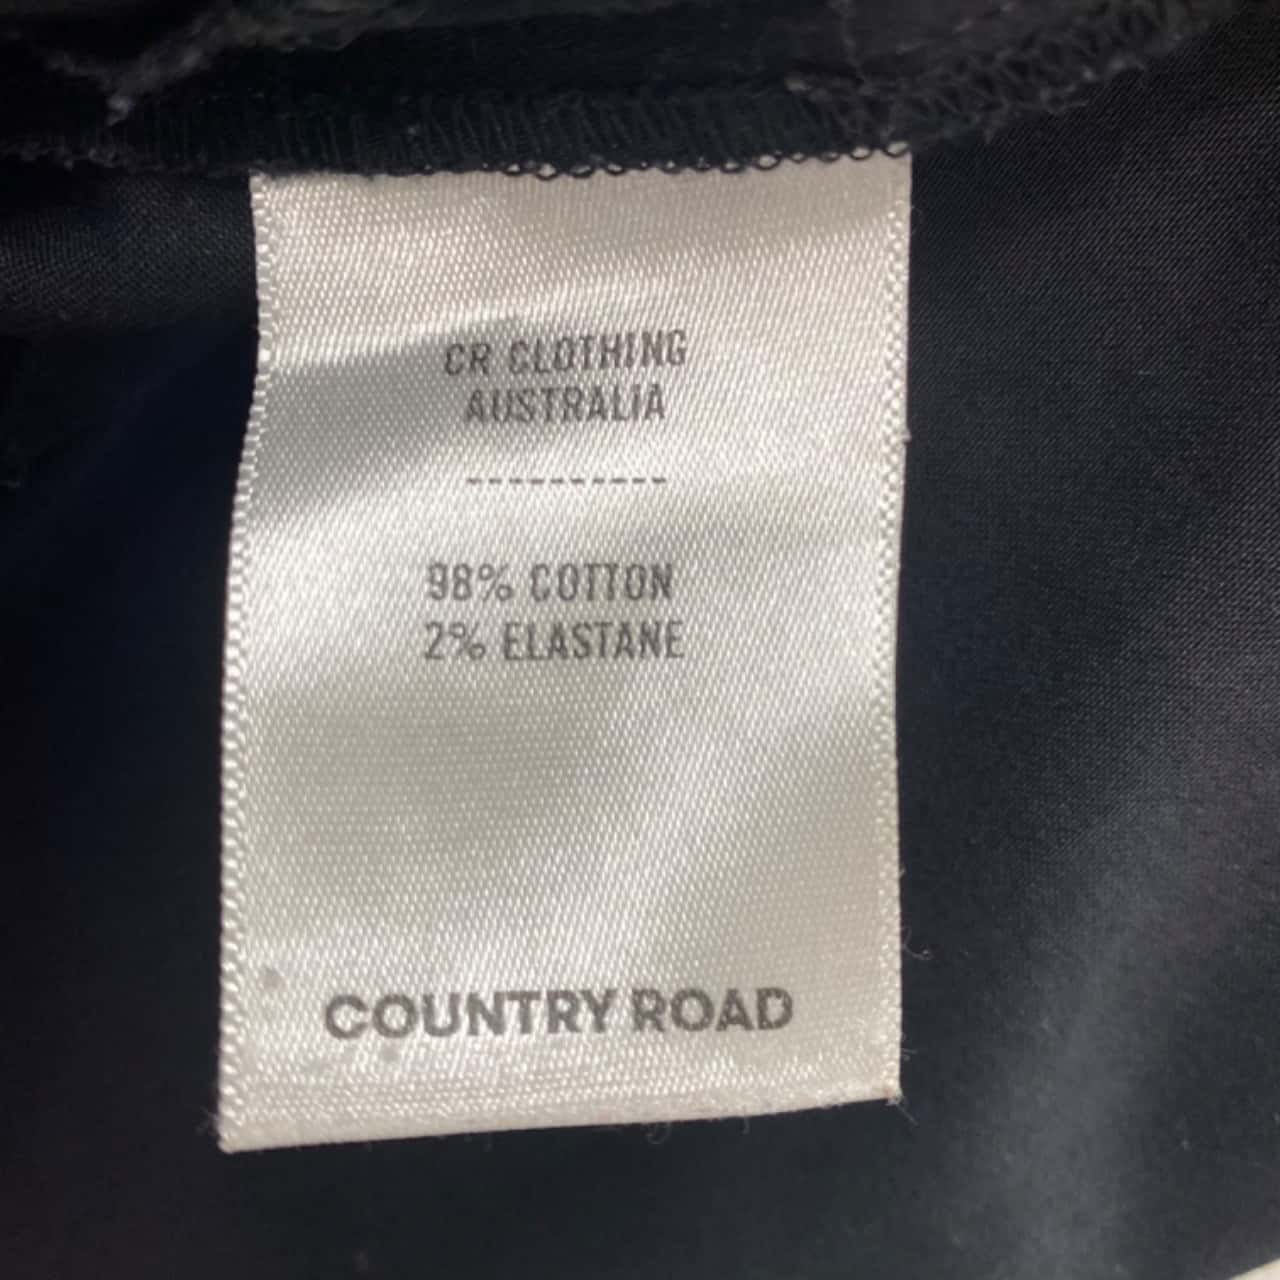 CR CLOTHING
AUSTRALIA
----------
98% COTTON
2% ELASTANE
COUNTRY ROAD